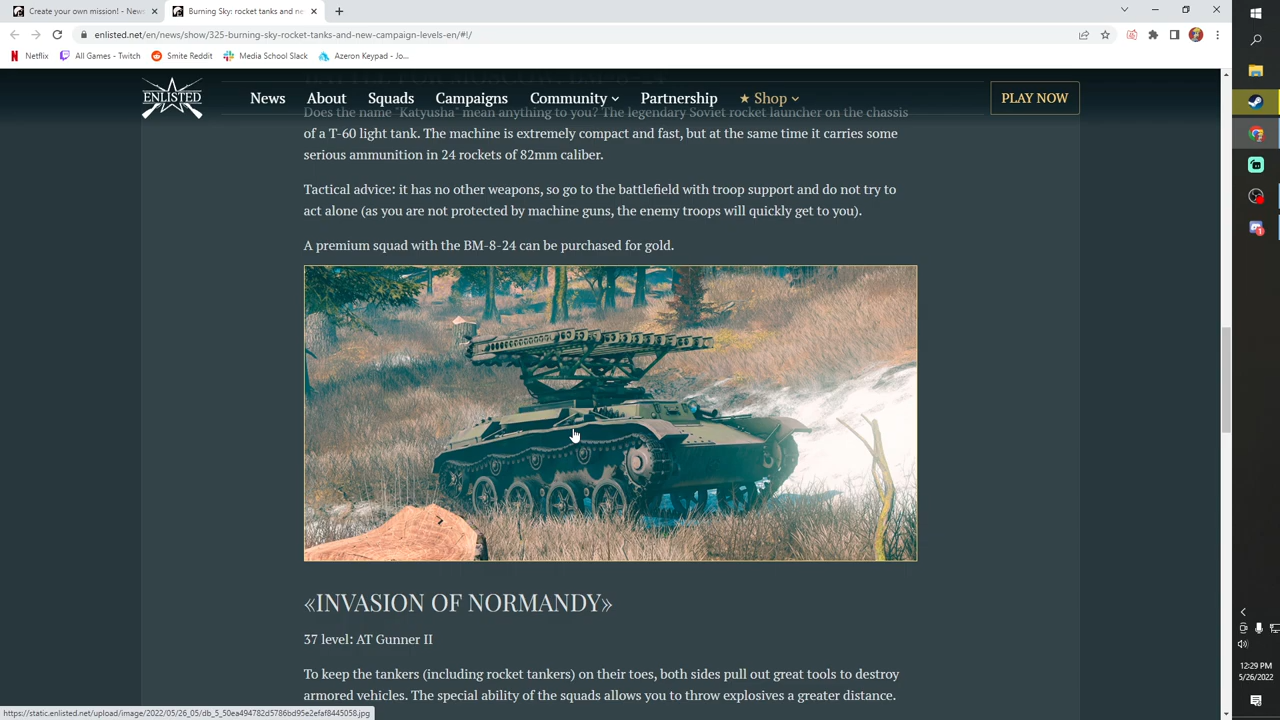 Create your own mission! - News
Burning Sky: rocket tanks and ne
enlisted.net/en/news/show/325-burning-sky-rocket-tanks-and-new-campaign-levels-en/#!/
Netflix
All Games - Twitch
Smite Reddit
Media School Slack
Azeron Keypad - Jo...
ENLISTED
News
About
Squads
Campaigns
Community
Partnership
★ Shop
PLAY NOW
Does the name "Katyusha" mean anything to you? The legendary Soviet rocket launcher on the chassis
of a T-60 light tank. The machine is extremely compact and fast, but at the same time it carries some
serious ammunition in 24 rockets of 82mm caliber.
Tactical advice: it has no other weapons, so go to the battlefield with troop support and do not try to
act alone (as you are not protected by machine guns, the enemy troops will quickly get to you).
A premium squad with the BM-8-24 can be purchased for gold.
«INVASION OF NORMANDY»
37 level: AT Gunner II
To keep the tankers (including rocket tankers) on their toes, both sides pull out great tools to destroy
armored vehicles. The special ability of the squads allows you to throw explosives a greater distance.
https://static.enlisted.net/upload/image/2022/05/26_05/db_5_50ea494782d5786bd95e2efaf8445058.jpg
12:29 PM
5/26/2022